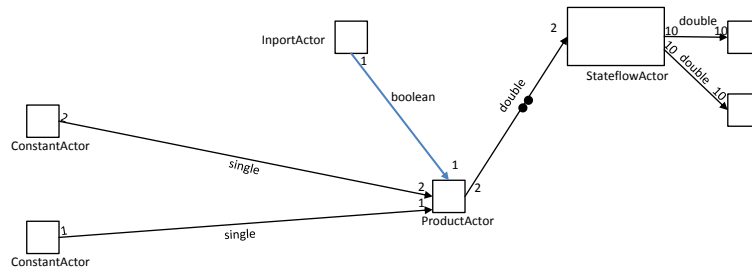 double
10
10
2
InportActor
1
10
double
StateflowActor
10
boolean
double
2
ConstantActor
single
1
2
2
1
ProductActor
1
single
ConstantActor